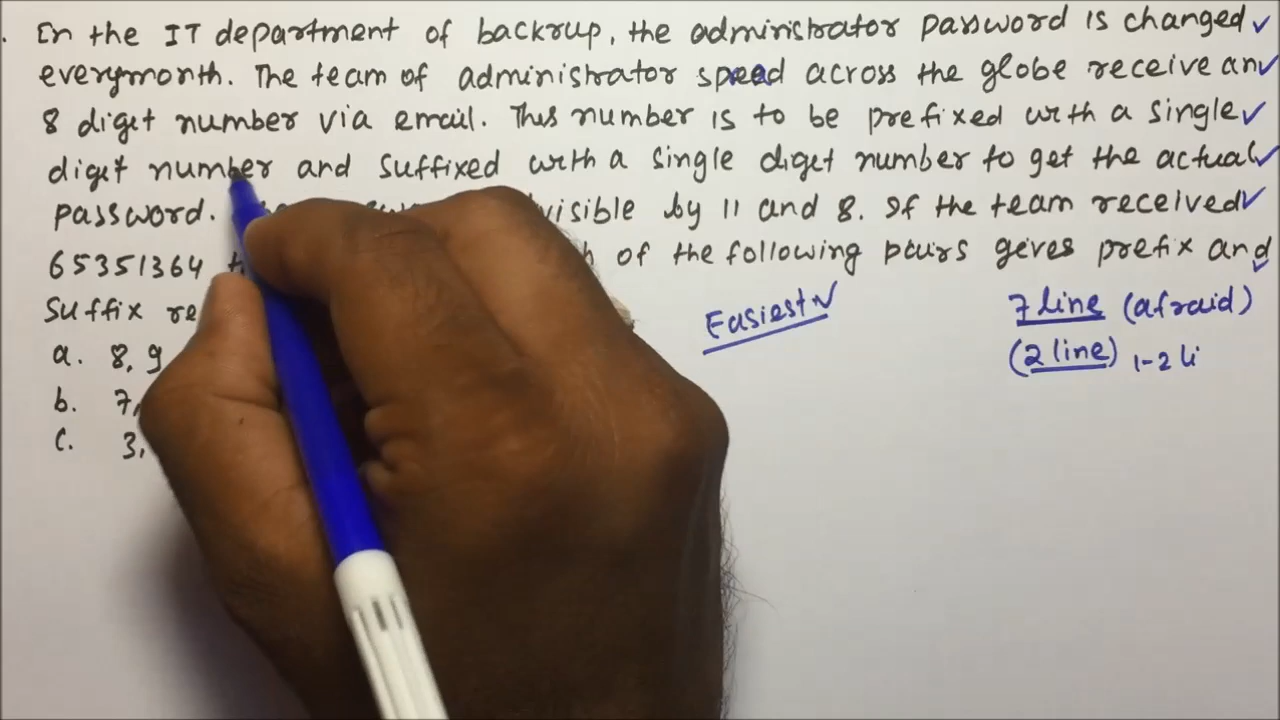 . In the IT department of backrup, the administrator password is changed ✓
everymonth. The team of administrator spread across the globe receive an ✓
8 digit number via email. This number is to be prefixed with a single ✓
digit number and suffixed with a single digit number to get the actual ✓
password. visible by 11 and 8. If the team received ✓
65351364 of the following pairs gives prefix and ✓
Suffix re
a. 8, 9
b. 7,
c. 3,
Easiest ✓
7 line (afraid)
(2 line) 1-2 li